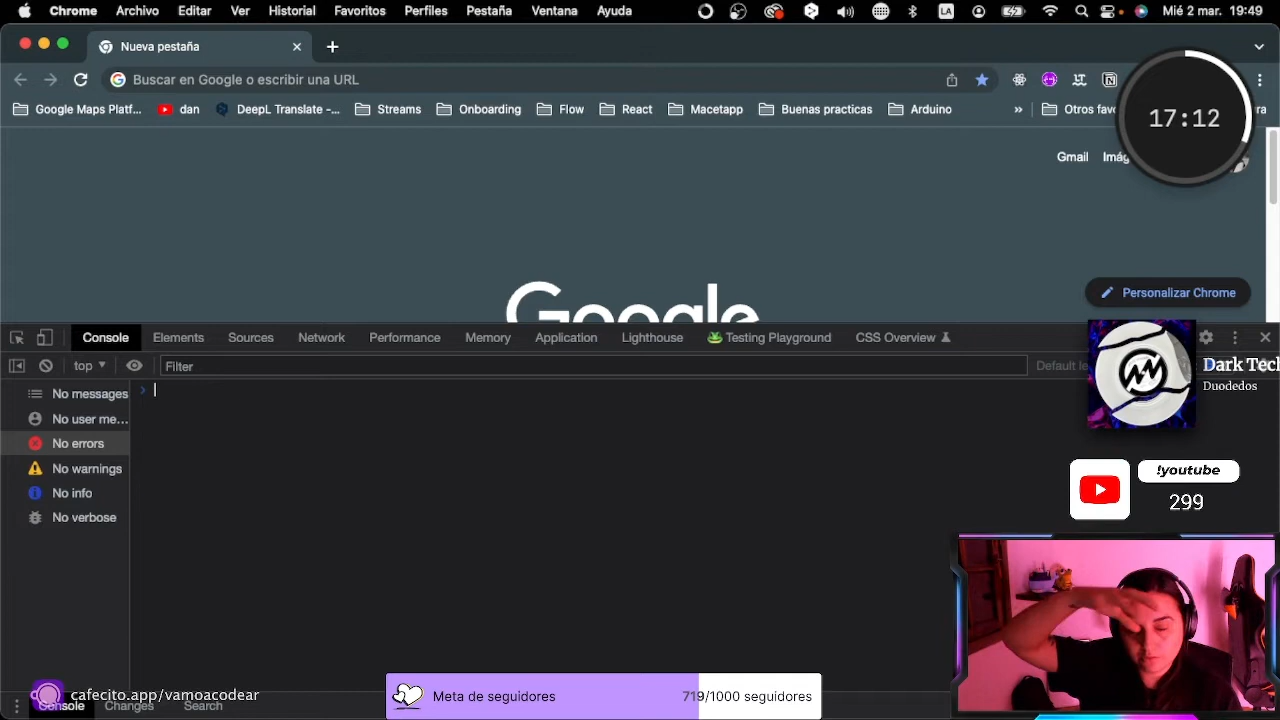 Chrome Archivo Editar Ver Historial Favoritos Perfiles Pestaña Ventana Ayuda LA Mié 2 mar. 19:49
Nueva pestaña
Buscar en Google o escribir una URL
Google Maps Platf... dan DeepL Translate -... Streams Onboarding Flow React Macetapp Buenas practicas Arduino » Otros favo
17:12
Gmail Imág
Google
Personalizar Chrome
Console Elements Sources Network Performance Memory Application Lighthouse Testing Playground CSS Overview
top Filter Default le
Dark Tech
Duodedos
No messages
No user me...
No errors
No warnings
No info
No verbose
!youtube
299
cafecito.app/vamoacodear
Meta de seguidores 719/1000 seguidores
Console Changes Search